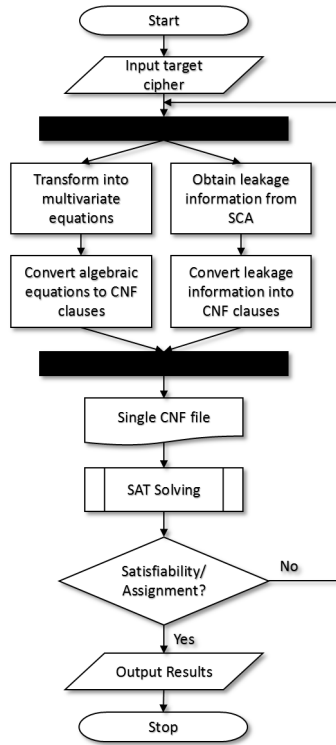 Start
Input target
cipher
Transform into
multivariate
equations
Obtain leakage
information from
SCA
Convert algebraic
equations to CNF
clauses
Convert leakage
information into
CNF clauses
Single CNF file
SAT Solving
Satisfiability/
Assignment?
No
Yes
Output Results
Stop